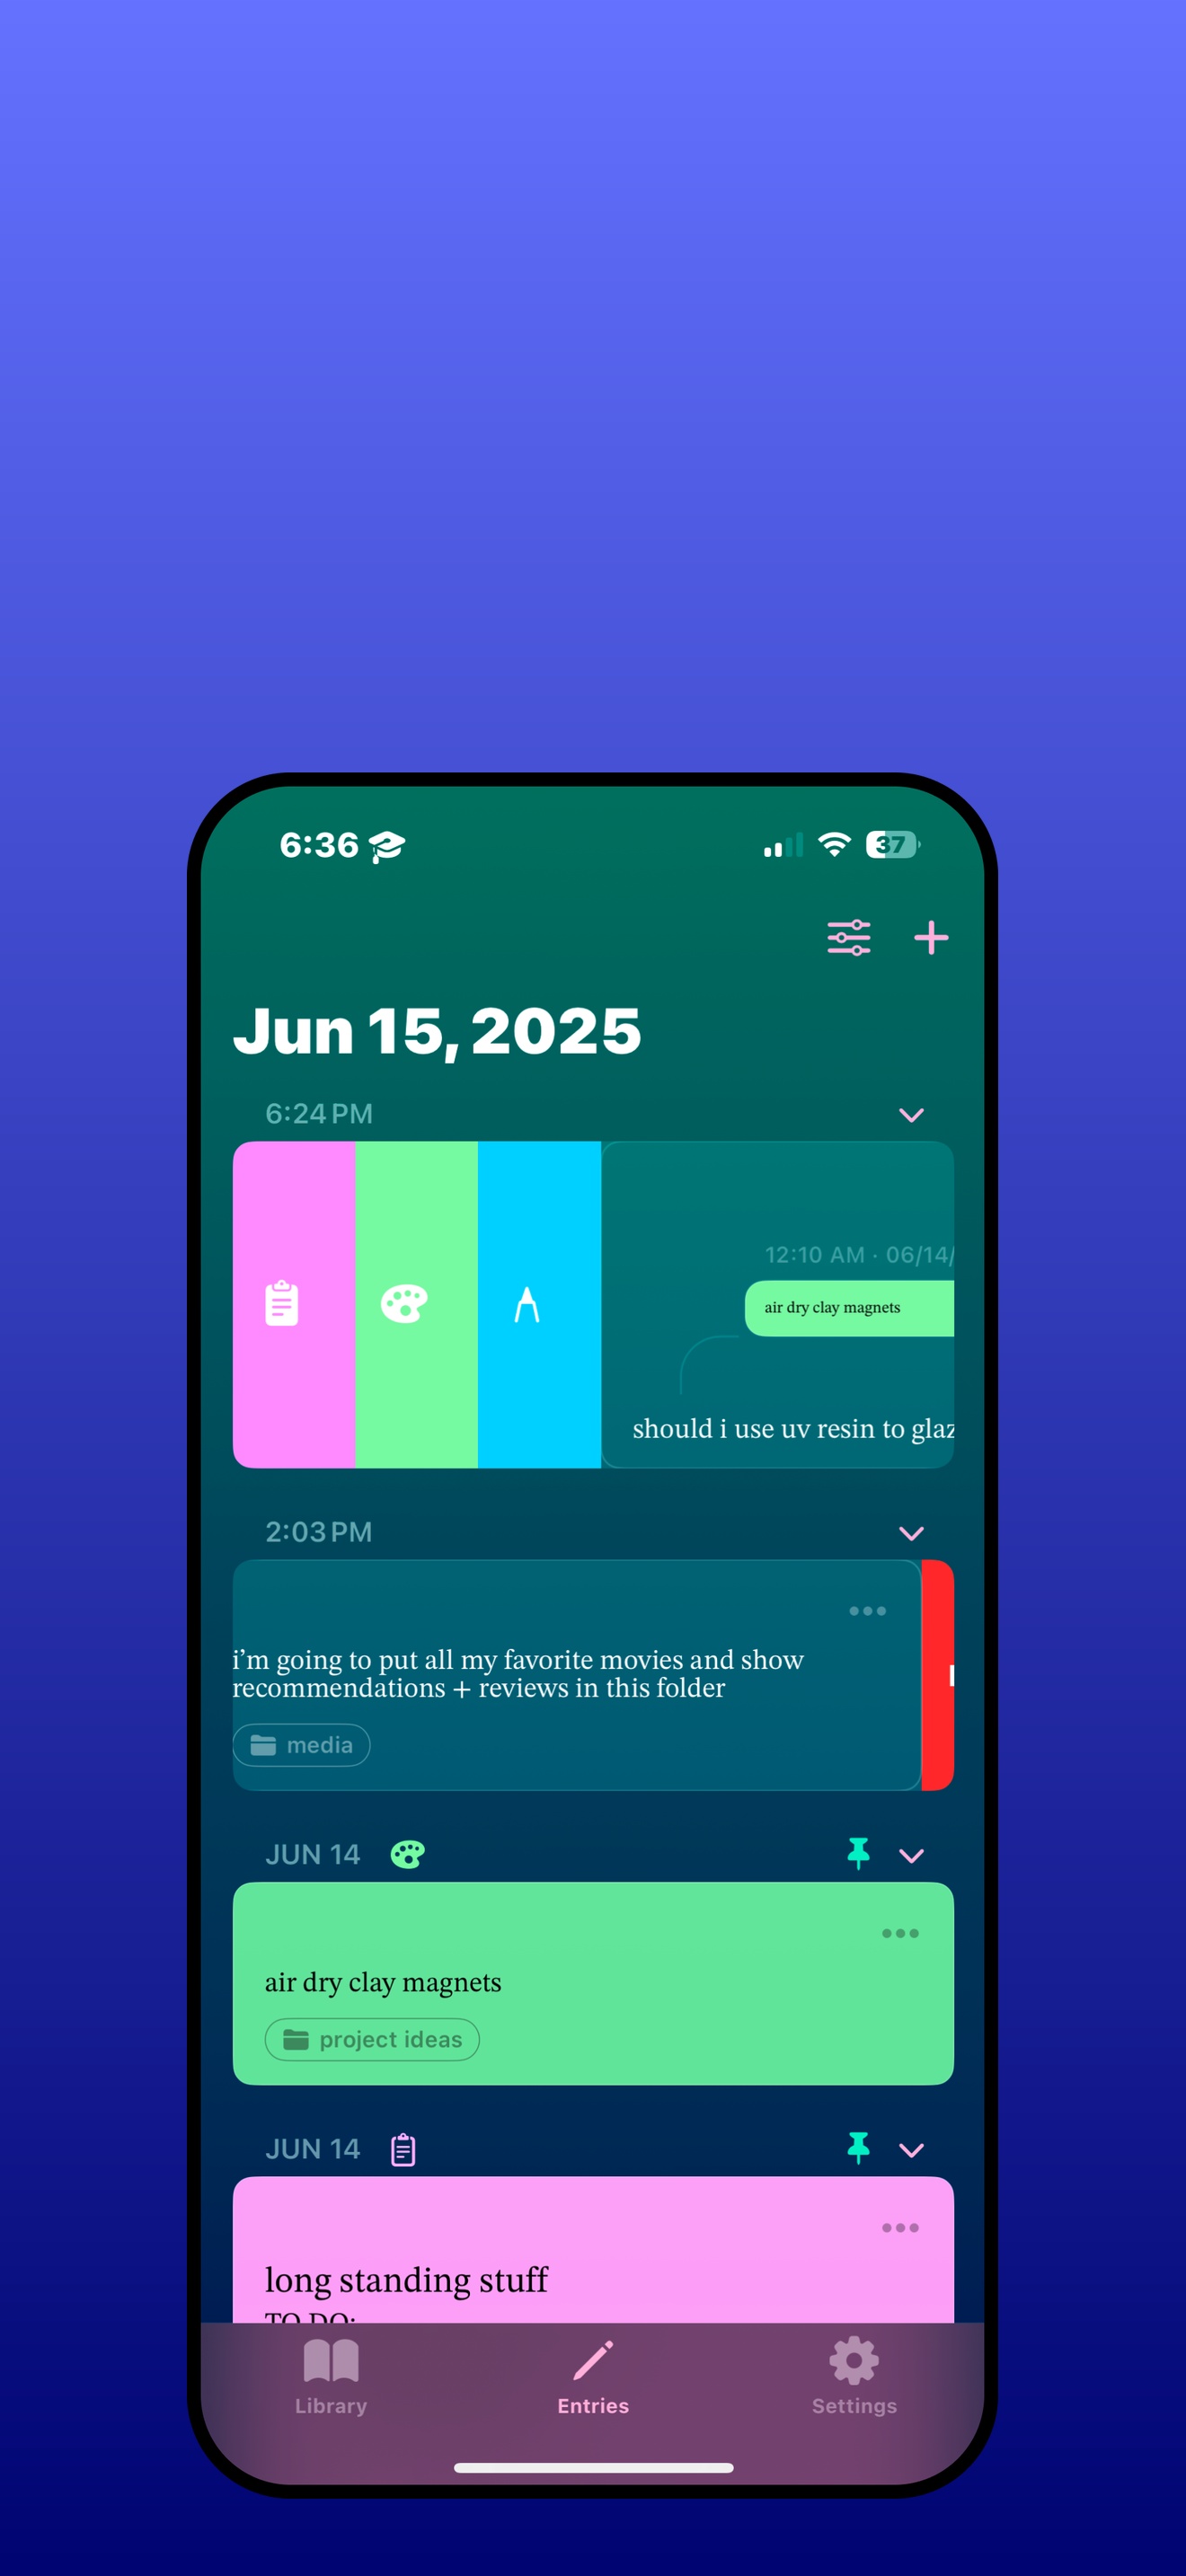 6:36
37
Jun 15, 2025
6:24 PM
12:10 AM · 06/14/
air dry clay magnets
should i use uv resin to glaz
2:03 PM
i’m going to put all my favorite movies and show
recommendations + reviews in this folder
media
JUN 14
air dry clay magnets
project ideas
JUN 14
long standing stuff
TO DO:
Library
Entries
Settings